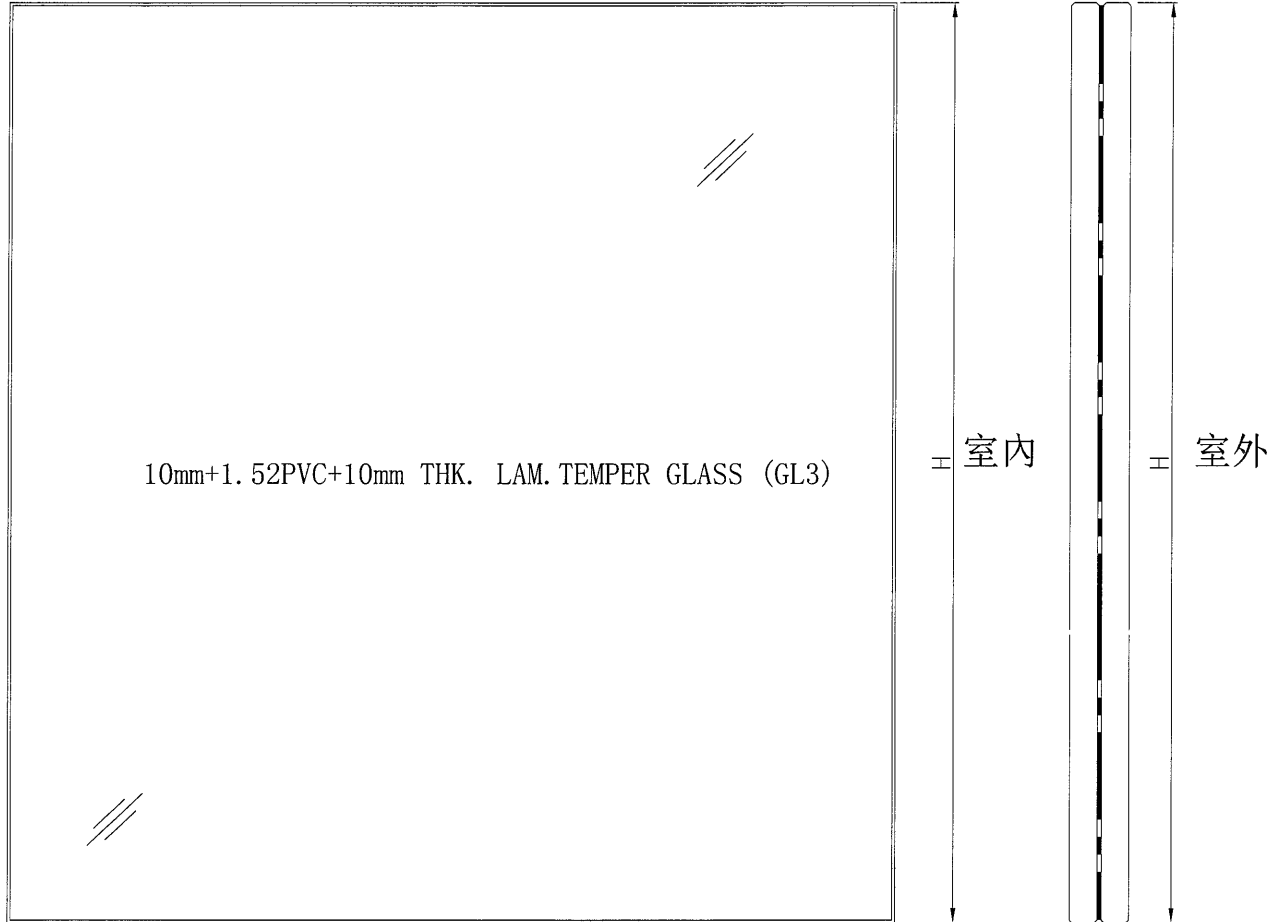 10mm+1.52PVC+10mm THK. LAM.TEMPER GLASS (GL3)
H
室內
H
室外